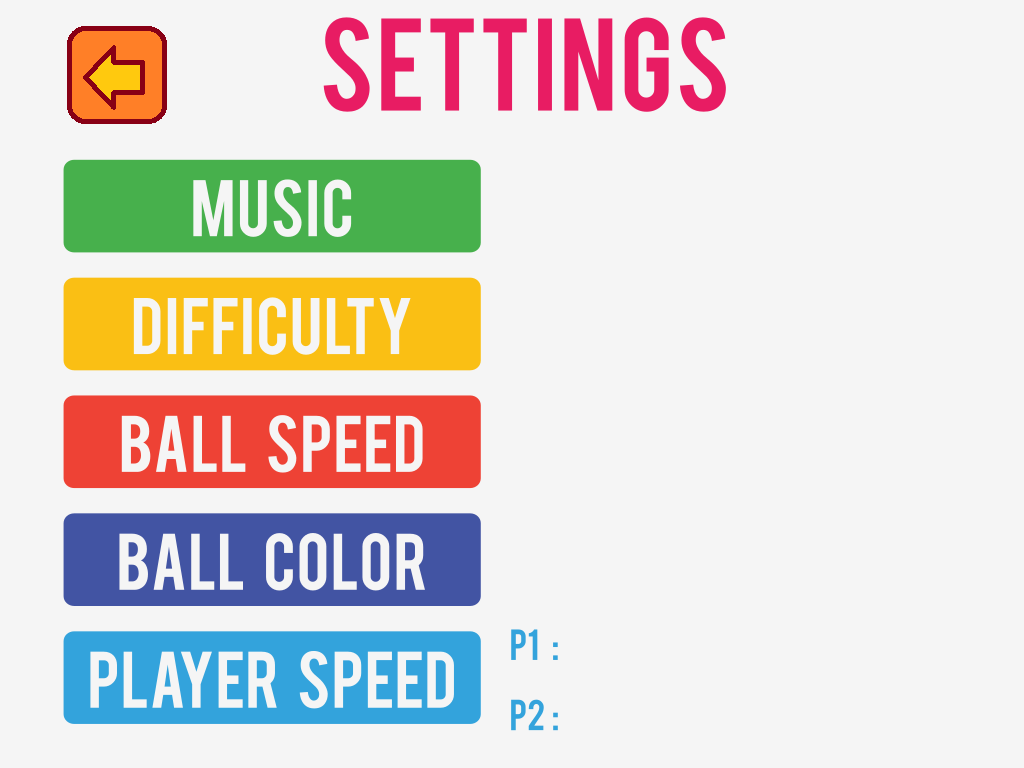 SETTINGS
MUSIC
DIFFICULTY
BALL SPEED
BALL COLOR
PLAYER SPEED
P1 :
P2 :